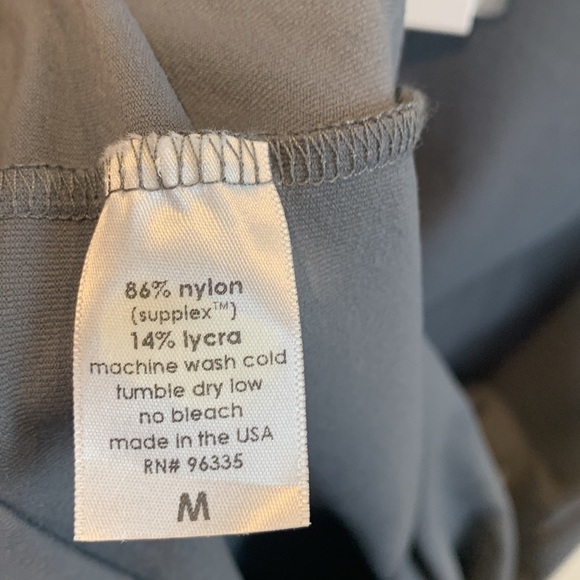 86% nylon
(supplex™)
14% lycra
machine wash cold
tumble dry low
no bleach
made in the USA
RN# 96335
M